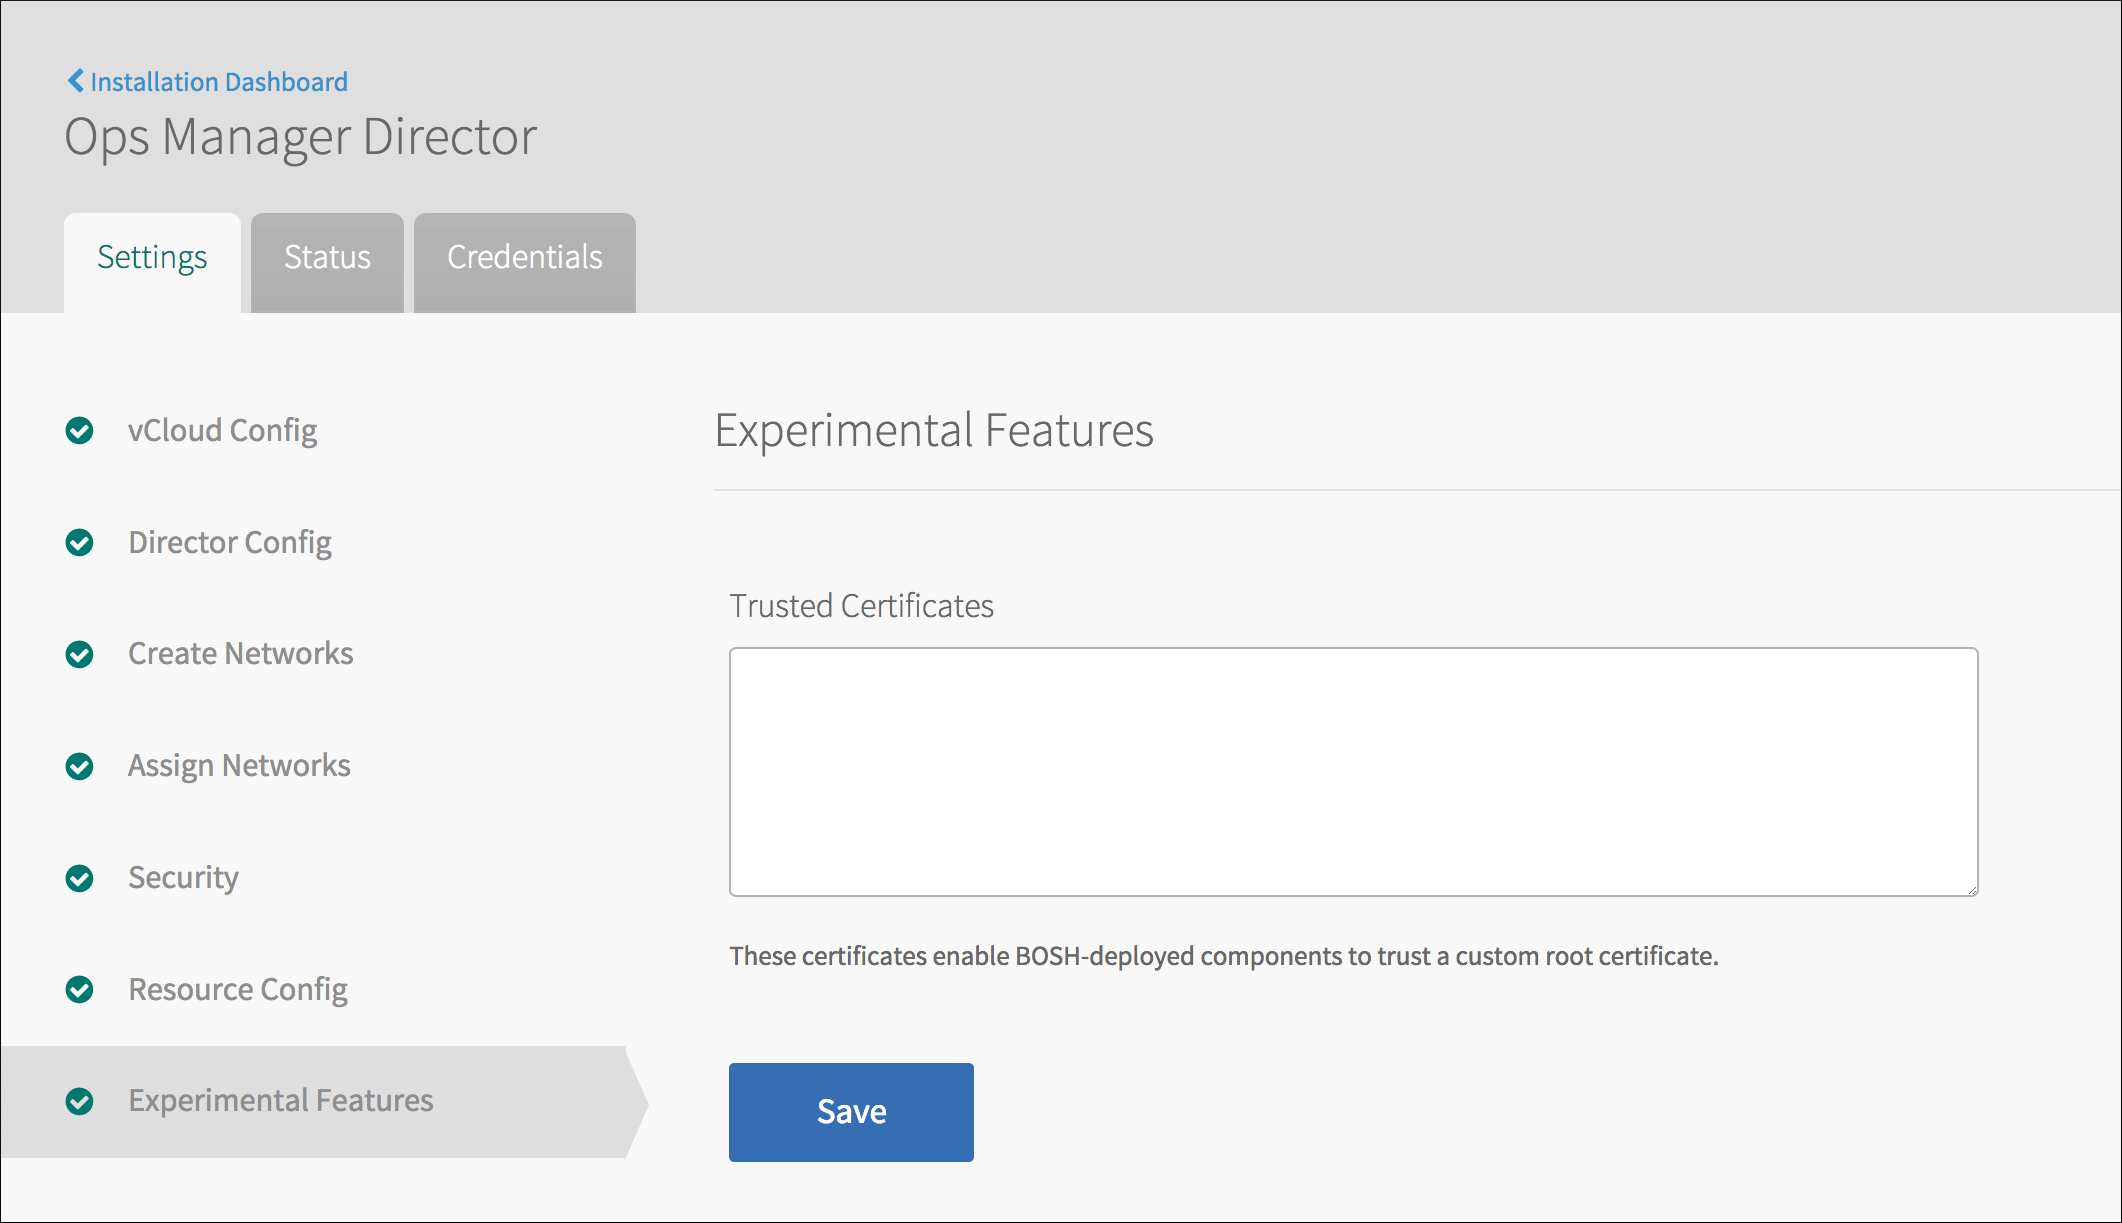 Installation Dashboard
Ops Manager Director
Settings
Status
Credentials
vCloud Config
Director Config
Create Networks
Assign Networks
Security
Resource Config
Experimental Features
Experimental Features
Trusted Certificates
These certificates enable BOSH-deployed components to trust a custom root certificate.
Save